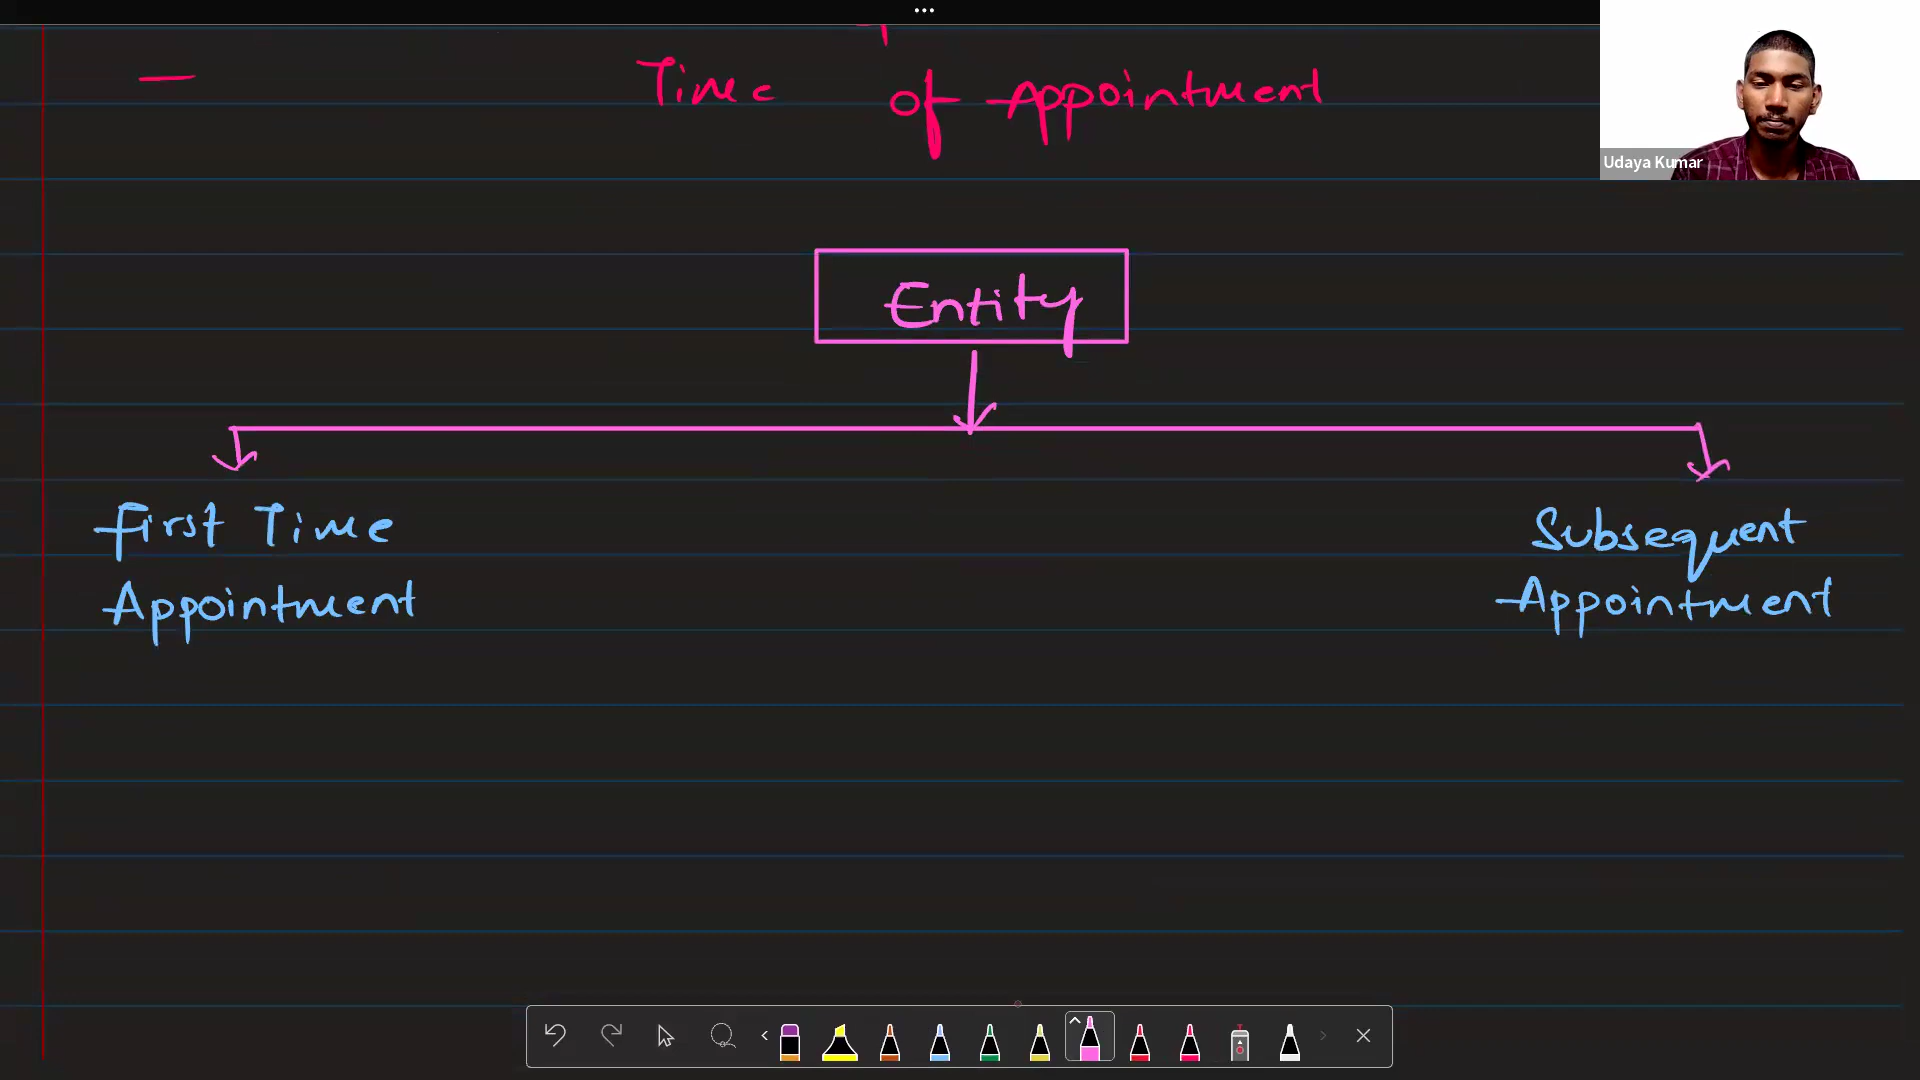 Time of Appointment
Udaya Kumar
Entity
First Time
Appointment
Subsequent
Appointment